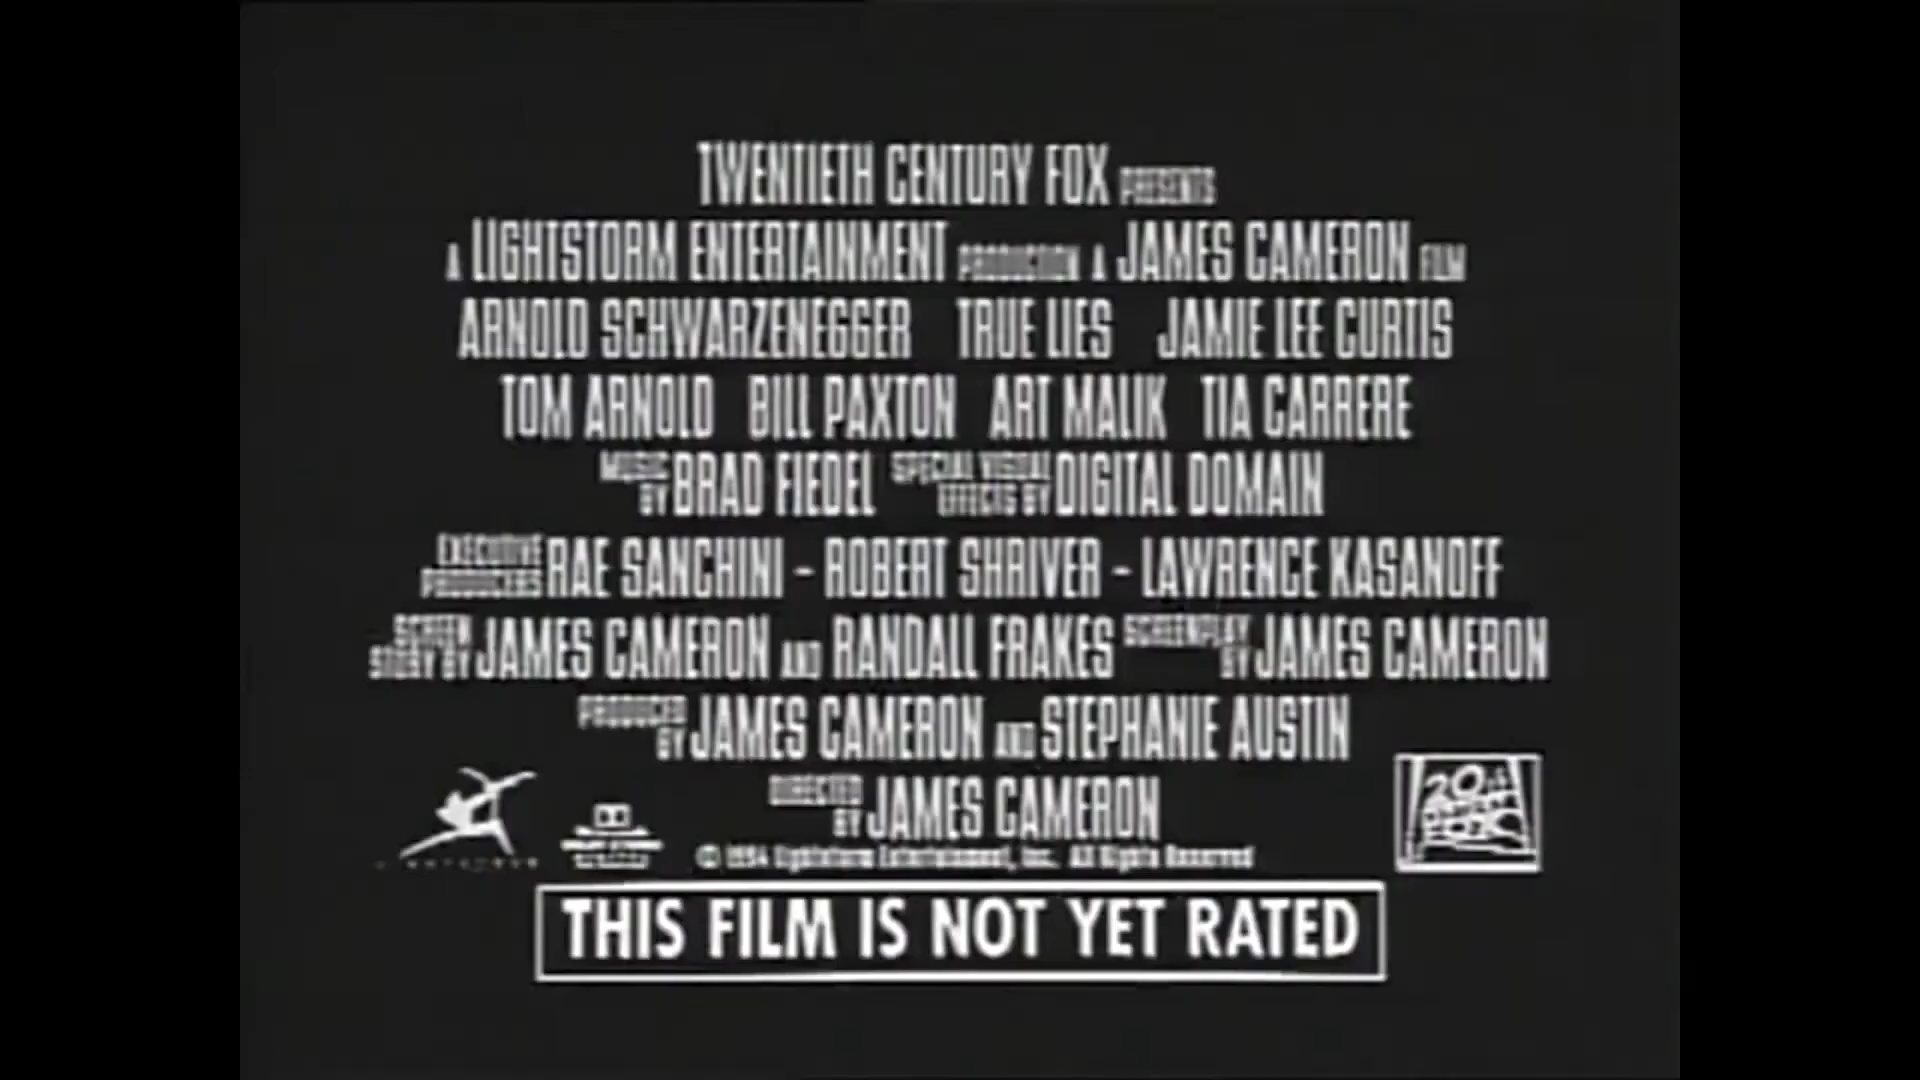 TWENTIETH CENTURY FOX PRESENTS
A LIGHTSTORM ENTERTAINMENT PRODUCTION A JAMES CAMERON FILM
ARNOLD SCHWARZENEGGER TRUE LIES JAMIE LEE CURTIS
TOM ARNOLD BILL PAXTON ART MALIK TIA CARRERE
MUSIC BY BRAD FIEDEL SPECIAL VISUAL EFFECTS BY DIGITAL DOMAIN
EXECUTIVE PRODUCERS RAE SANCHINI - ROBERT SHRIVER - LAWRENCE KASANOFF
SCREEN STORY BY JAMES CAMERON AND RANDALL FRAKES SCREENPLAY BY JAMES CAMERON
PRODUCED BY JAMES CAMERON AND STEPHANIE AUSTIN
DIRECTED BY JAMES CAMERON
© 1994 Lightstorm Entertainment, Inc. All Rights Reserved
20th CENTURY FOX
THIS FILM IS NOT YET RATED